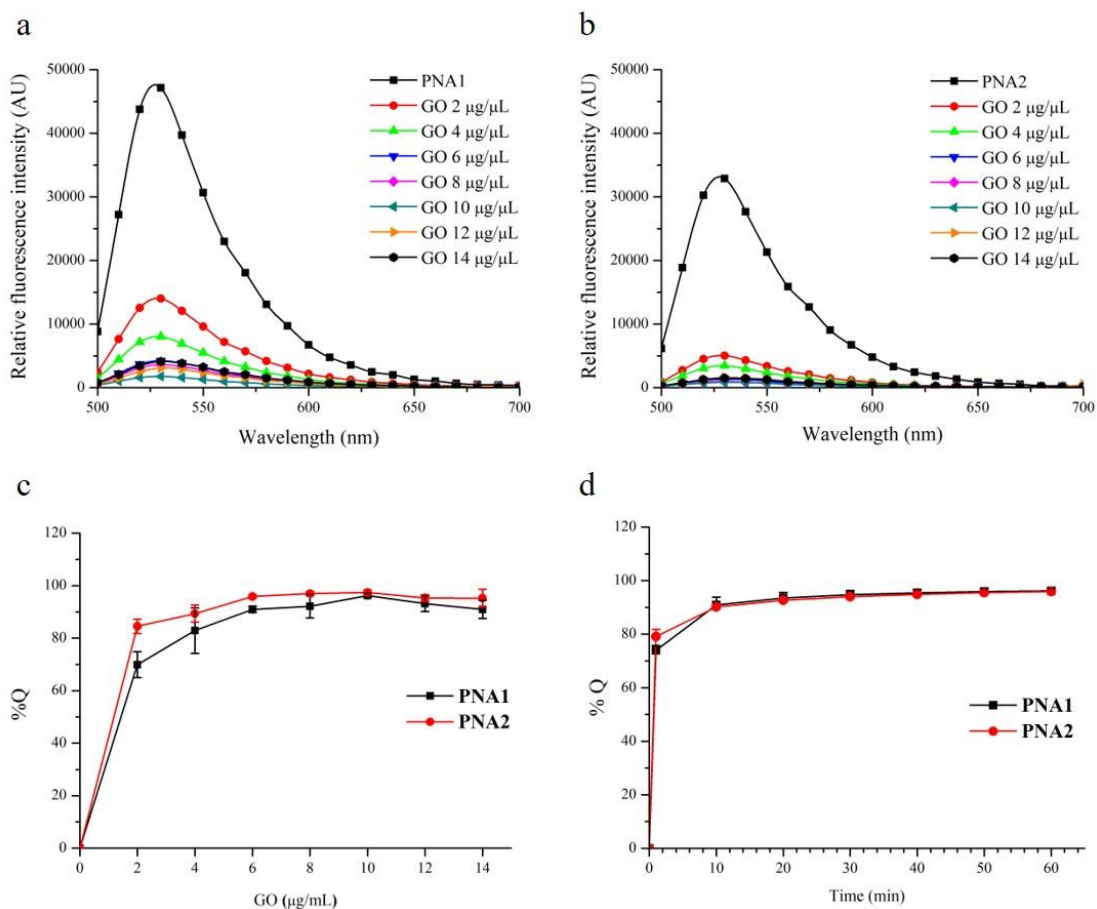 a
50000
40000
30000
20000
10000
0
Relative fluorescence intensity (AU)
PNA1
GO 2 μg/μL
GO 4 μg/μL
GO 6 μg/μL
GO 8 μg/μL
GO 10 μg/μL
GO 12 μg/μL
GO 14 μg/μL
500 550 600 650 700
Wavelength (nm)
b
50000
40000
30000
20000
10000
0
Relative fluorescence intensity (AU)
PNA2
GO 2 μg/μL
GO 4 μg/μL
GO 6 μg/μL
GO 8 μg/μL
GO 10 μg/μL
GO 12 μg/μL
GO 14 μg/μL
500 550 600 650 700
Wavelength (nm)
c
120
100
80
60
40
20
0
%Q
PNA1
PNA2
0 2 4 6 8 10 12 14
GO (μg/mL)
d
120
100
80
60
40
20
0
% Q
PNA1
PNA2
0 10 20 30 40 50 60
Time (min)